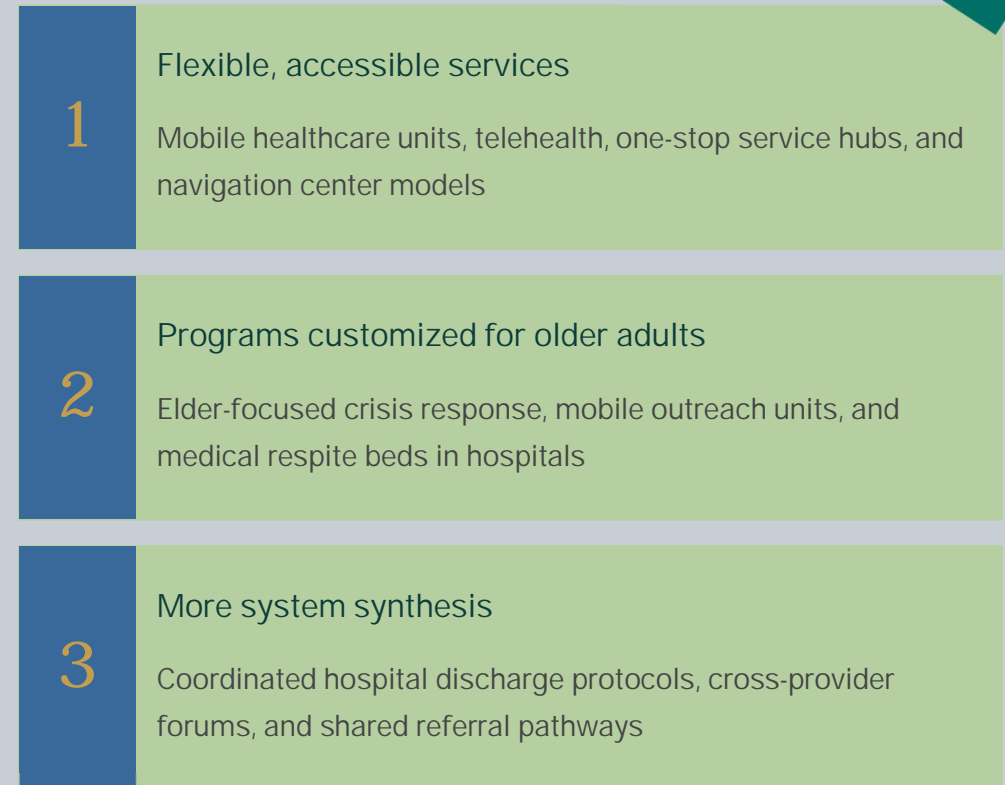 1
Flexible, accessible services
Mobile healthcare units, telehealth, one-stop service hubs, and
navigation center models
2
Programs customized for older adults
Elder-focused crisis response, mobile outreach units, and
medical respite beds in hospitals
3
More system synthesis
Coordinated hospital discharge protocols, cross-provider
forums, and shared referral pathways